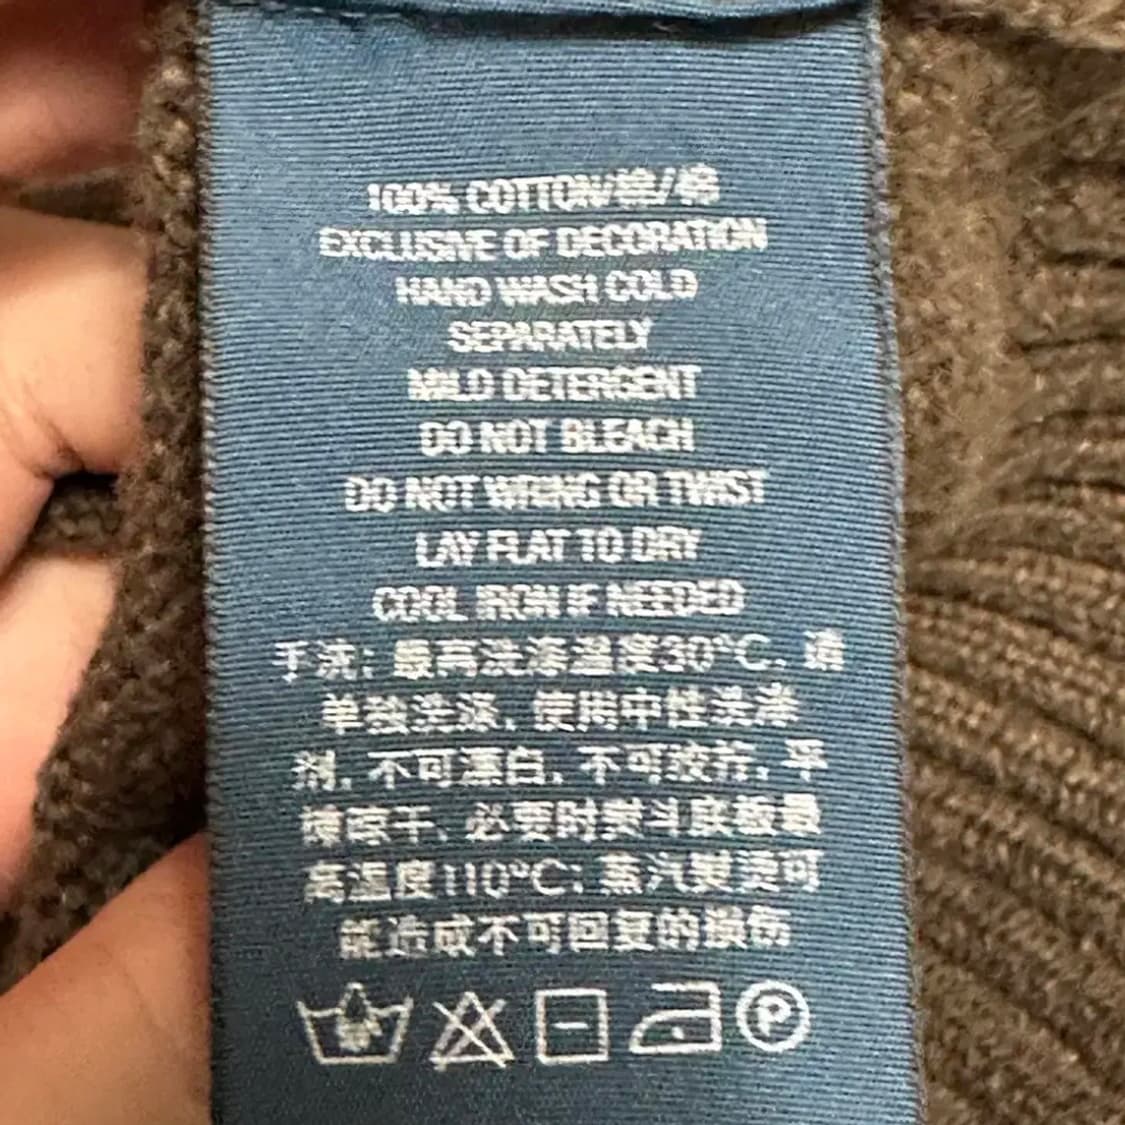 100% COTTON/棉/棉
EXCLUSIVE OF DECORATION
HAND WASH COLD
SEPARATELY
MILD DETERGENT
DO NOT BLEACH
DO NOT WRING OR TWIST
LAY FLAT TO DRY
COOL IRON IF NEEDED
手洗;最高洗涤温度30°C,请
单独洗涤,使用中性洗涤
剂,不可漂白,不可绞拧,平
摊晾干,必要时熨斗底板最
高温度110°C;蒸汽熨烫可
能造成不可回复的损伤
P